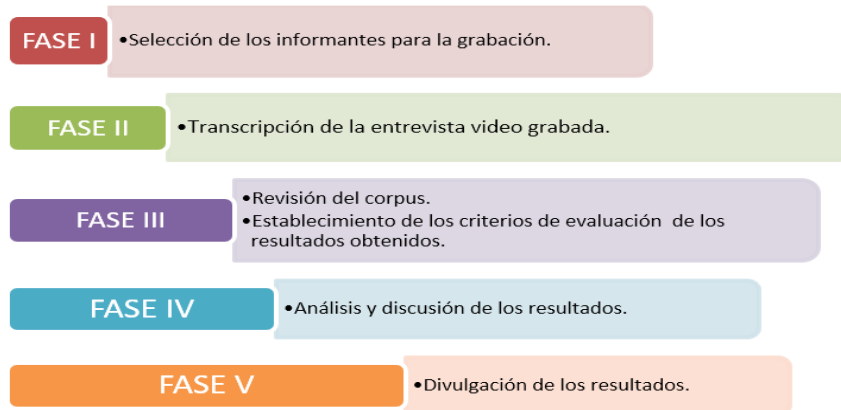 FASE I
•Selección de los informantes para la grabación.
FASE II
•Transcripción de la entrevista video grabada.
FASE III
•Revisión del corpus.
•Establecimiento de los criterios de evaluación de los
resultados obtenidos.
FASE IV
•Análisis y discusión de los resultados.
FASE V
•Divulgación de los resultados.